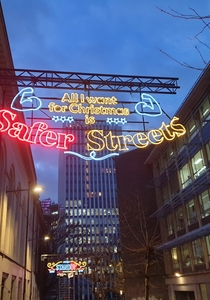 All I want
for Christmas
is
Safer Streets